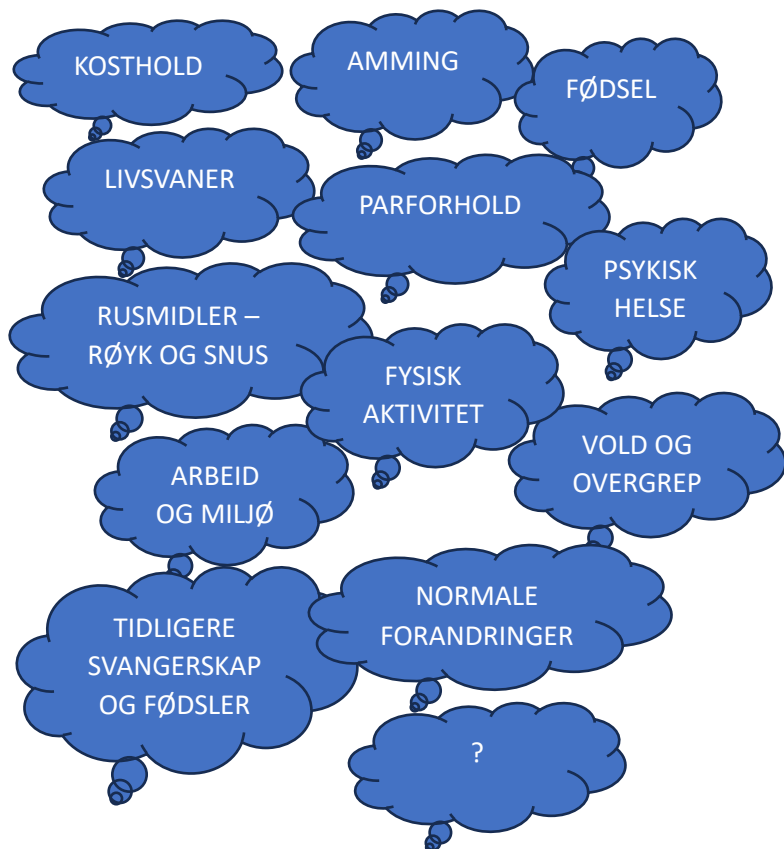 KOSTHOLD
AMMING
FØDSEL
LIVSVANER
PARFORHOLD
PSYKISK
HELSE
RUSMIDLER –
RØYK OG SNUS
FYSISK
AKTIVITET
VOLD OG
OVERGREP
ARBEID
OG MILJØ
NORMALE
FORANDRINGER
TIDLIGERE
SVANGERSKAP
OG FØDSLER
?